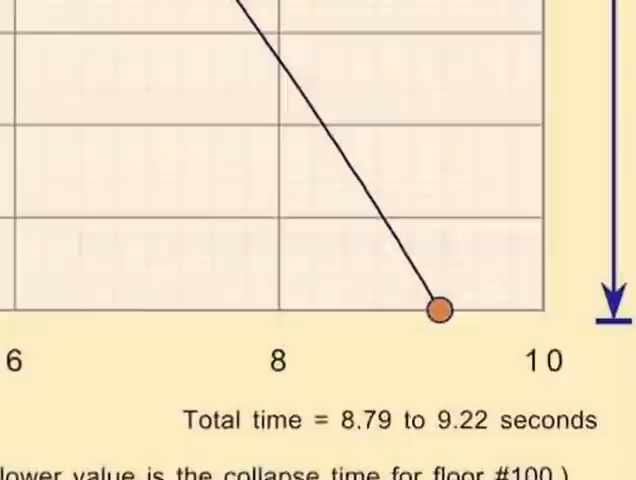 6 8 10
Total time = 8.79 to 9.22 seconds
lower value is the collapse time for floor #100.)